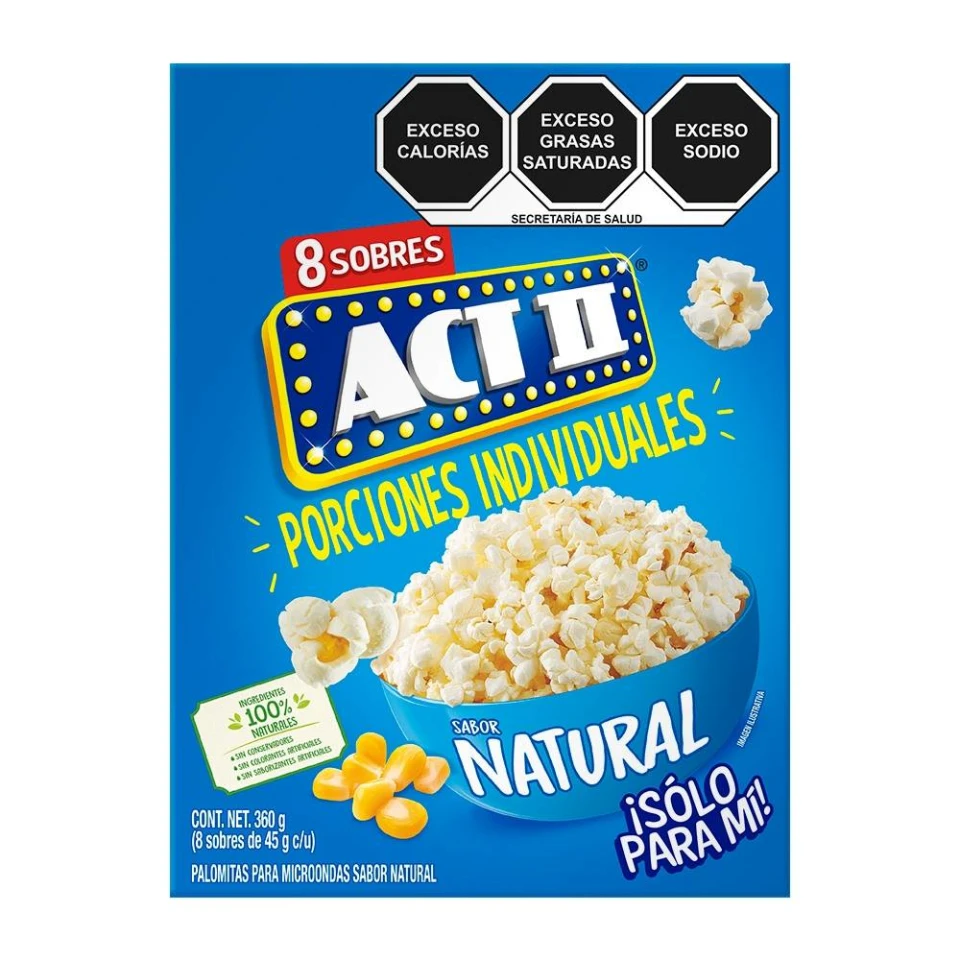 EXCESO
CALORÍAS
EXCESO
GRASAS
SATURADAS
EXCESO
SODIO
SECRETARÍA DE SALUD
8 SOBRES
ACT II®
PORCIONES INDIVIDUALES
INGREDIENTES
100%
NATURALES
• SIN CONSERVADORES
• SIN COLORANTES ARTIFICIALES
• SIN SABORIZANTES ARTIFICIALES
SABOR
NATURAL
IMAGEN ILUSTRATIVA
¡SÓLO
PARA MÍ!
CONT. NET. 360 g
(8 sobres de 45 g c/u)
PALOMITAS PARA MICROONDAS SABOR NATURAL